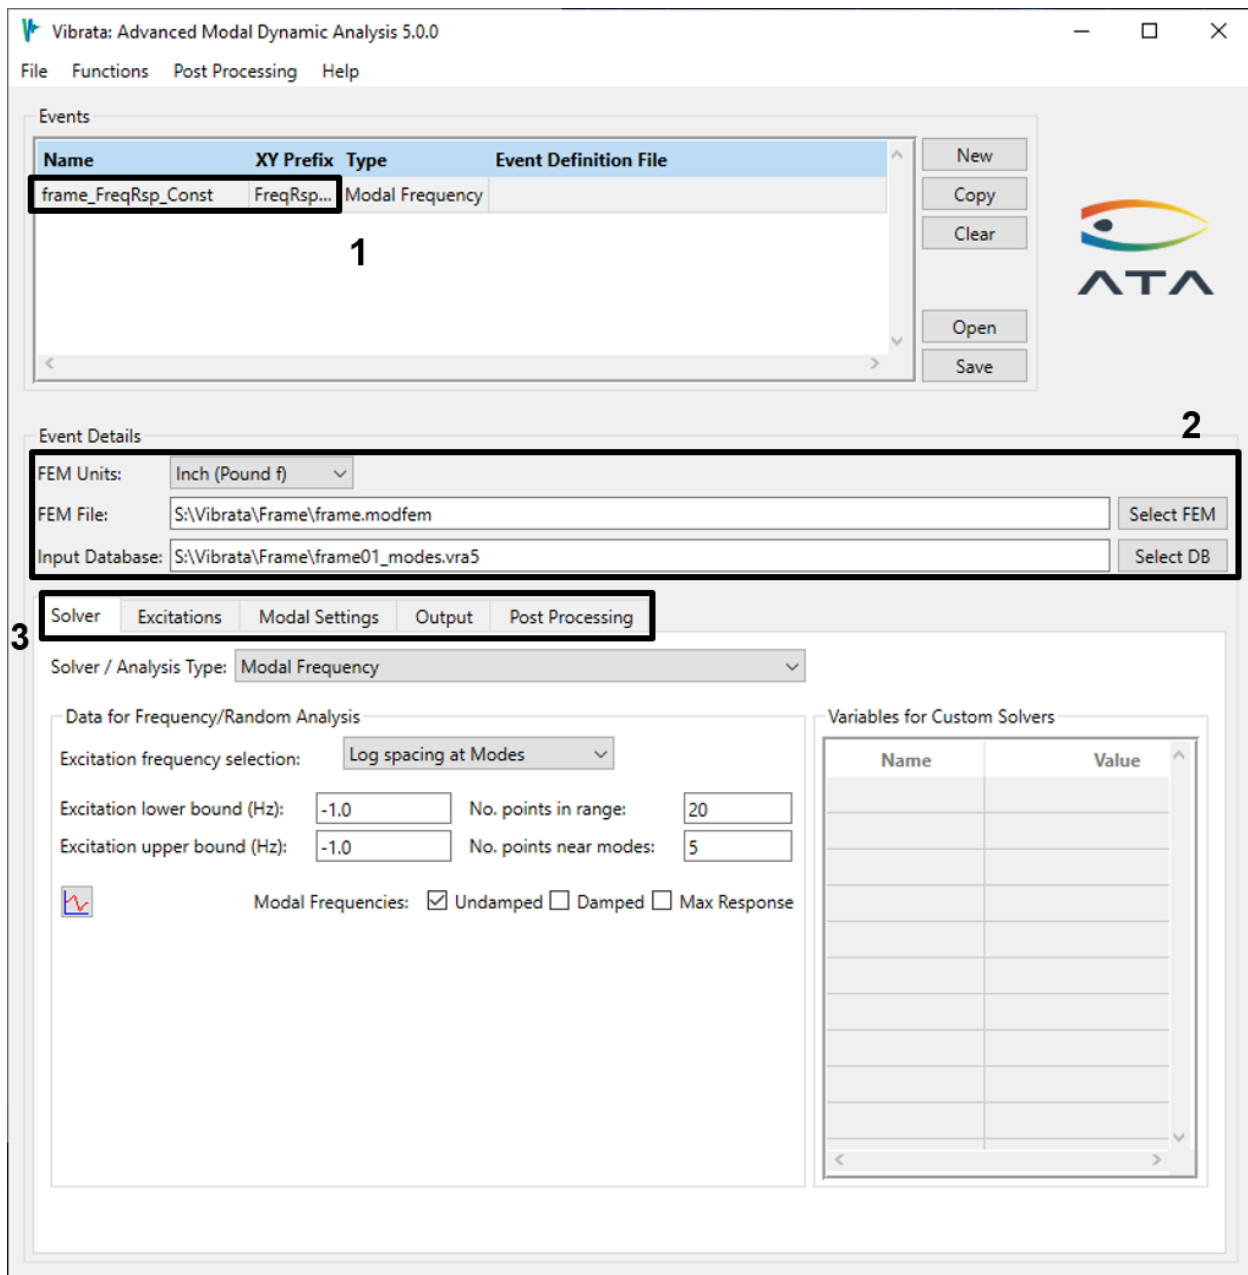 Vibrata: Advanced Modal Dynamic Analysis 5.0.0
File Functions Post Processing Help
Events
Name XY Prefix Type Event Definition File
frame_FreqRsp_Const FreqRsp... Modal Frequency
1
New
Copy
Clear
Open
Save
ATA
Event Details
2
FEM Units: Inch (Pound f)
FEM File: S:\Vibrata\Frame\frame.modfem Select FEM
Input Database: S:\Vibrata\Frame\frame01_modes.vra5 Select DB
3
Solver Excitations Modal Settings Output Post Processing
Solver / Analysis Type: Modal Frequency
Data for Frequency/Random Analysis
Excitation frequency selection: Log spacing at Modes
Excitation lower bound (Hz): -1.0 No. points in range: 20
Excitation upper bound (Hz): -1.0 No. points near modes: 5
Modal Frequencies: Undamped Damped Max Response
Variables for Custom Solvers
Name Value